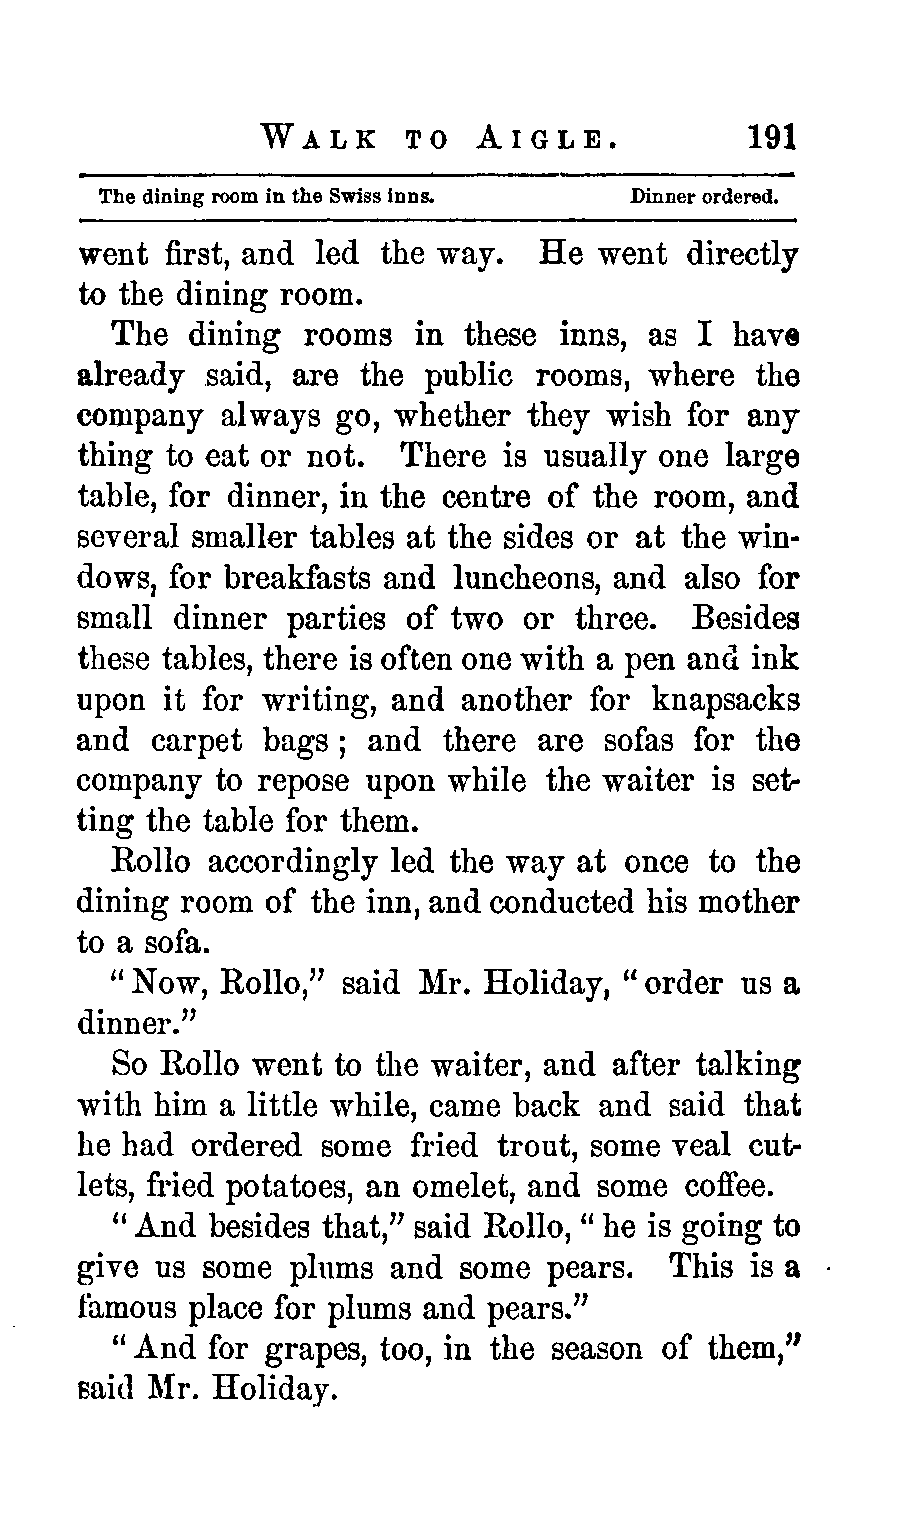 WALK TO AIGLE. 191
The dining room in the Swiss inns. Dinner ordered.
went first, and led the way. He went directly
to the dining room.
The dining rooms in these inns, as I have
already said, are the public rooms, where the
company always go, whether they wish for any
thing to eat or not. There is usually one large
table, for dinner, in the centre of the room, and
several smaller tables at the sides or at the win-
dows, for breakfasts and luncheons, and also for
small dinner parties of two or three. Besides
these tables, there is often one with a pen and ink
upon it for writing, and another for knapsacks
and carpet bags ; and there are sofas for the
company to repose upon while the waiter is set-
ting the table for them.
Rollo accordingly led the way at once to the
dining room of the inn, and conducted his mother
to a sofa.
“ Now, Rollo,” said Mr. Holiday, “ order us a
dinner.”
So Rollo went to the waiter, and after talking
with him a little while, came back and said that
he had ordered some fried trout, some veal cut-
lets, fried potatoes, an omelet, and some coffee.
“ And besides that,” said Rollo, “ he is going to
give us some plums and some pears. This is a
famous place for plums and pears.”
“ And for grapes, too, in the season of them,”
said Mr. Holiday.